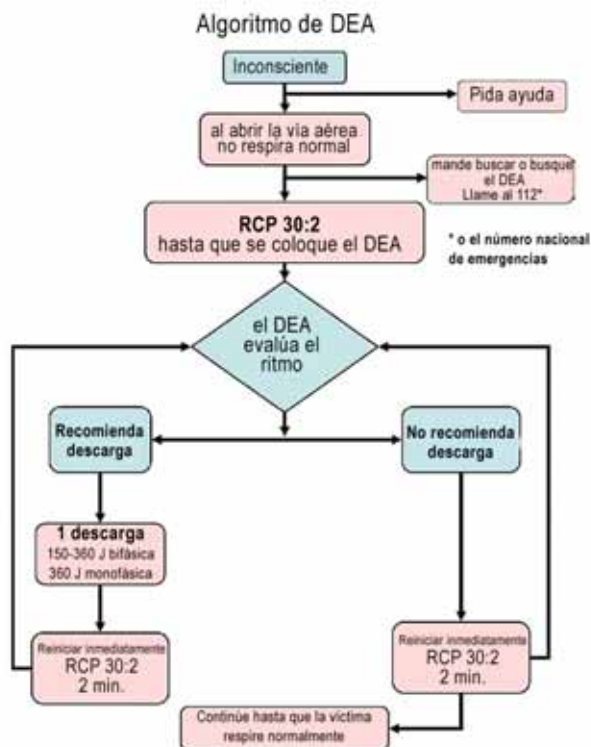 Algoritmo de DEA
Inconsciente
Pida ayuda
al abrir la vía aérea
no respira normal
mande buscar o busque
el DEA
Llame al 112*
RCP 30:2
hasta que se coloque el DEA
* o el número nacional
de emergencias
el DEA
evalúa el
ritmo
Recomienda
descarga
No recomienda
descarga
1 descarga
150-360 J bifásica
360 J monofásica
Reiniciar inmediatamente
RCP 30:2
2 min.
Reiniciar inmediatamente
RCP 30:2
2 min.
Continúe hasta que la víctima
respire normalmente